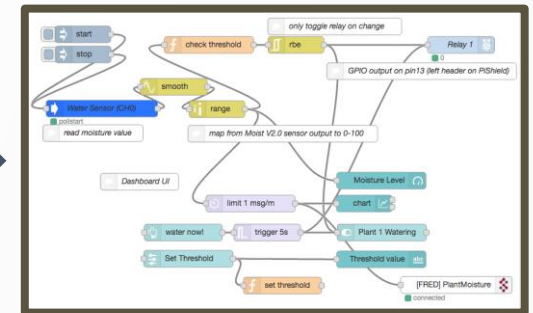 only toggle relay on change
start
check threshold
rbe
Relay 1
0
stop
GPIO output on pin13 (left header on PiShield)
smooth
Water Sensor (CH0)
range
pollstart
read moisture value
map from Moist V2.0 sensor output to 0-100
Dashboard UI
Moisture Level
limit 1 msg/m
chart
water now!
trigger 5s
Plant 1 Watering
Set Threshold
Threshold value
abc
set threshold
[FRED] PlantMoisture
connected